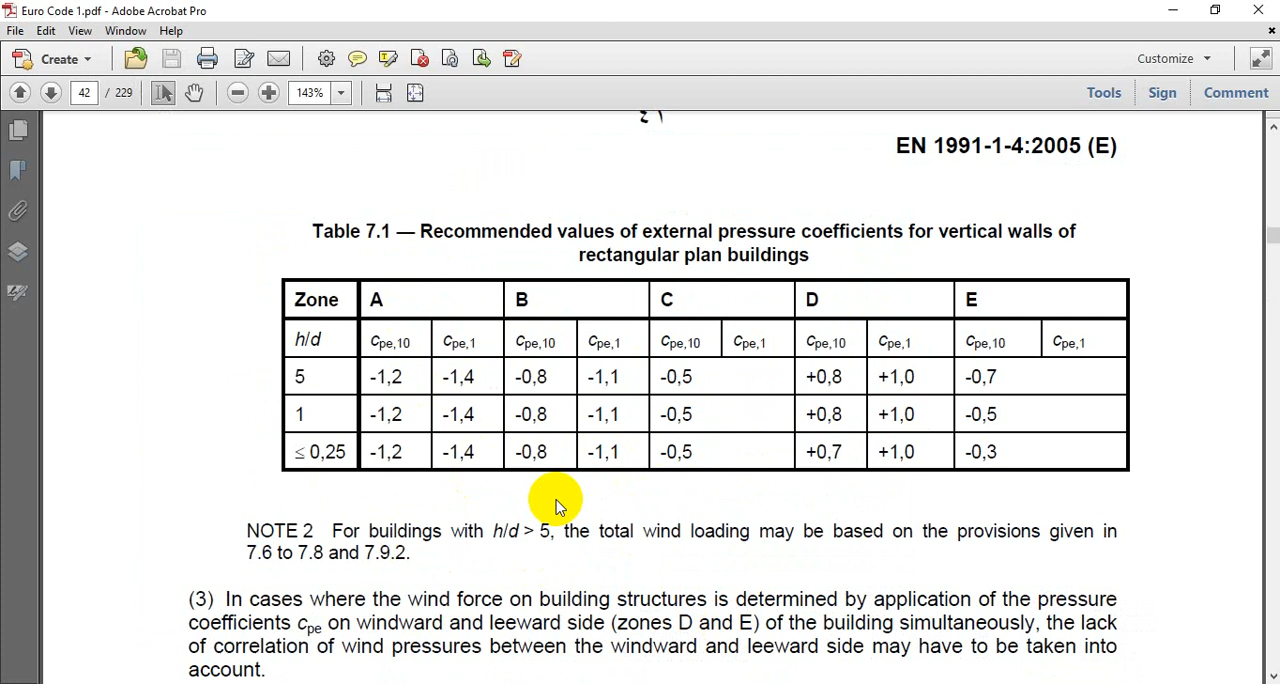 Euro Code 1.pdf - Adobe Acrobat Pro
File Edit View Window Help
Create
Customize
42 / 229
143%
Tools Sign Comment
EN 1991-1-4:2005 (E)
Table 7.1 — Recommended values of external pressure coefficients for vertical walls of
rectangular plan buildings
Zone A B C D E
h/d cpe,10 cpe,1 cpe,10 cpe,1 cpe,10 cpe,1 cpe,10 cpe,1 cpe,10 cpe,1
5 -1,2 -1,4 -0,8 -1,1 -0,5 +0,8 +1,0 -0,7
1 -1,2 -1,4 -0,8 -1,1 -0,5 +0,8 +1,0 -0,5
≤ 0,25 -1,2 -1,4 -0,8 -1,1 -0,5 +0,7 +1,0 -0,3
NOTE 2 For buildings with h/d > 5, the total wind loading may be based on the provisions given in
7.6 to 7.8 and 7.9.2.
(3) In cases where the wind force on building structures is determined by application of the pressure
coefficients cpe on windward and leeward side (zones D and E) of the building simultaneously, the lack
of correlation of wind pressures between the windward and leeward side may have to be taken into
account.